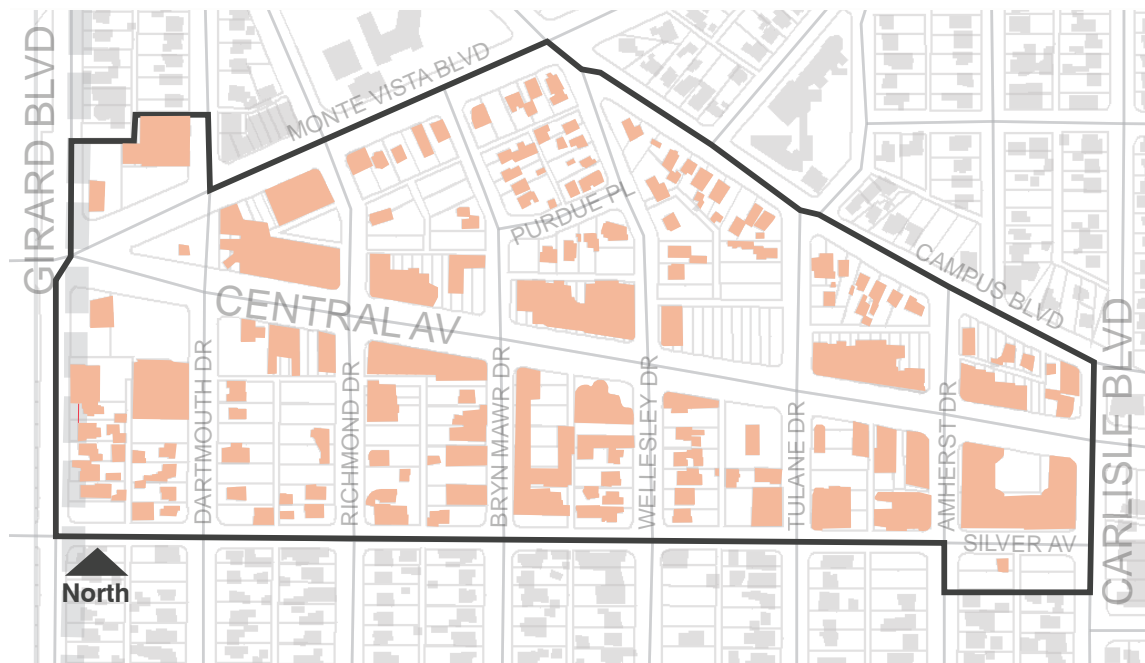 GIRARD BLVD
MONTE VISTA BLVD
PURDUE PL
CAMPUS BLVD
CENTRAL AV
DARTMOUTH DR
RICHMOND DR
BRYN MAWR DR
WELLESLEY DR
TULANE DR
AMHERST DR
CARLISLE BLVD
SILVER AV
North